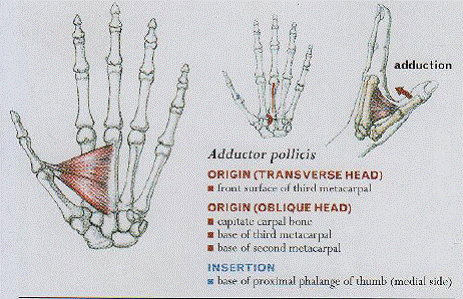 adduction
Adductor pollicis
ORIGIN (TRANSVERSE HEAD)
front surface of third metacarpal
ORIGIN (OBLIQUE HEAD)
capitate carpal bone
base of third metacarpal
base of second metacarpal
INSERTION
base of proximal phalange of thumb (medial side)